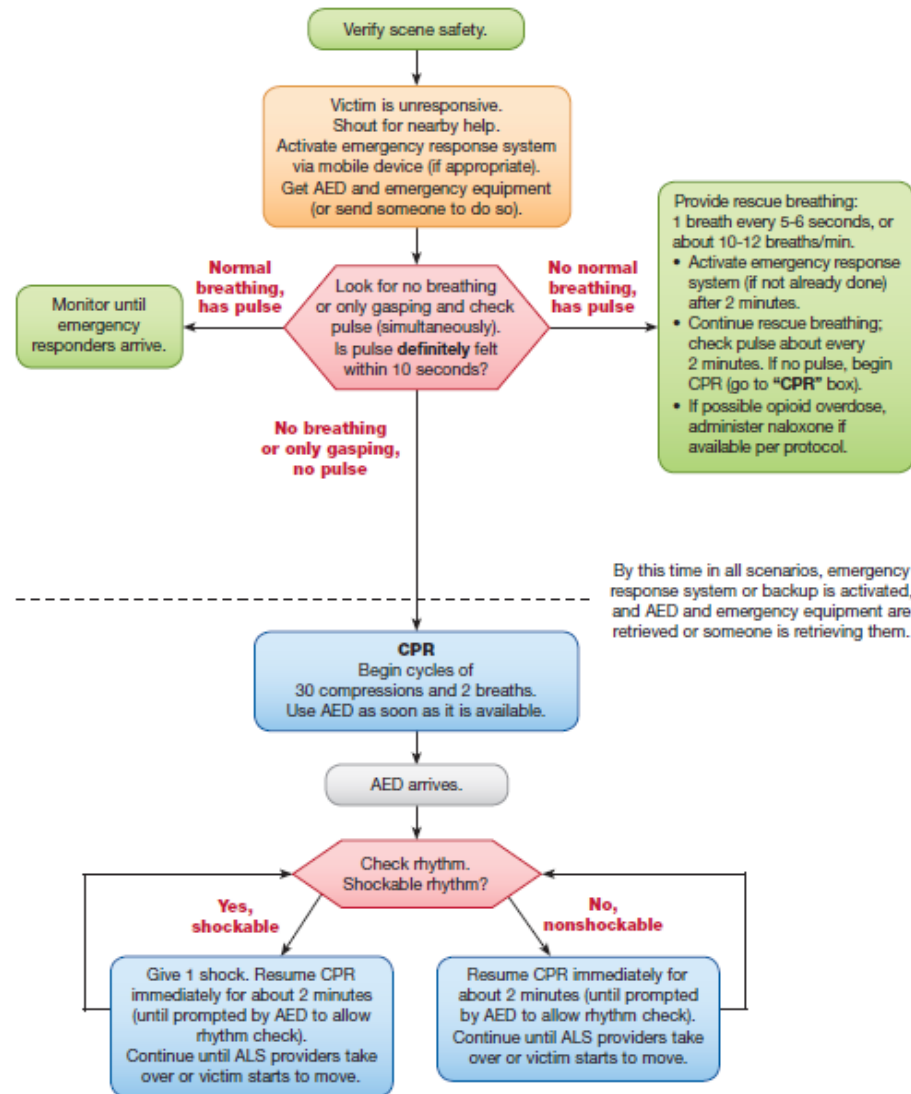 Verify scene safety.
Victim is unresponsive.
Shout for nearby help.
Activate emergency response system
via mobile device (if appropriate).
Get AED and emergency equipment
(or send someone to do so).
Normal
breathing,
has pulse
Monitor until
emergency
responders arrive.
Look for no breathing
or only gasping and check
pulse (simultaneously).
Is pulse definitely felt
within 10 seconds?
No normal
breathing,
has pulse
Provide rescue breathing:
1 breath every 5-6 seconds, or
about 10-12 breaths/min.
• Activate emergency response
system (if not already done)
after 2 minutes.
• Continue rescue breathing;
check pulse about every
2 minutes. If no pulse, begin
CPR (go to “CPR” box).
• If possible opioid overdose,
administer naloxone if
available per protocol.
No breathing
or only gasping,
no pulse
By this time in all scenarios, emergency
response system or backup is activated,
and AED and emergency equipment are
retrieved or someone is retrieving them.
CPR
Begin cycles of
30 compressions and 2 breaths.
Use AED as soon as it is available.
AED arrives.
Check rhythm.
Shockable rhythm?
Yes,
shockable
No,
nonshockable
Give 1 shock. Resume CPR
immediately for about 2 minutes
(until prompted by AED to allow
rhythm check).
Continue until ALS providers take
over or victim starts to move.
Resume CPR immediately for
about 2 minutes (until prompted
by AED to allow rhythm check).
Continue until ALS providers take
over or victim starts to move.